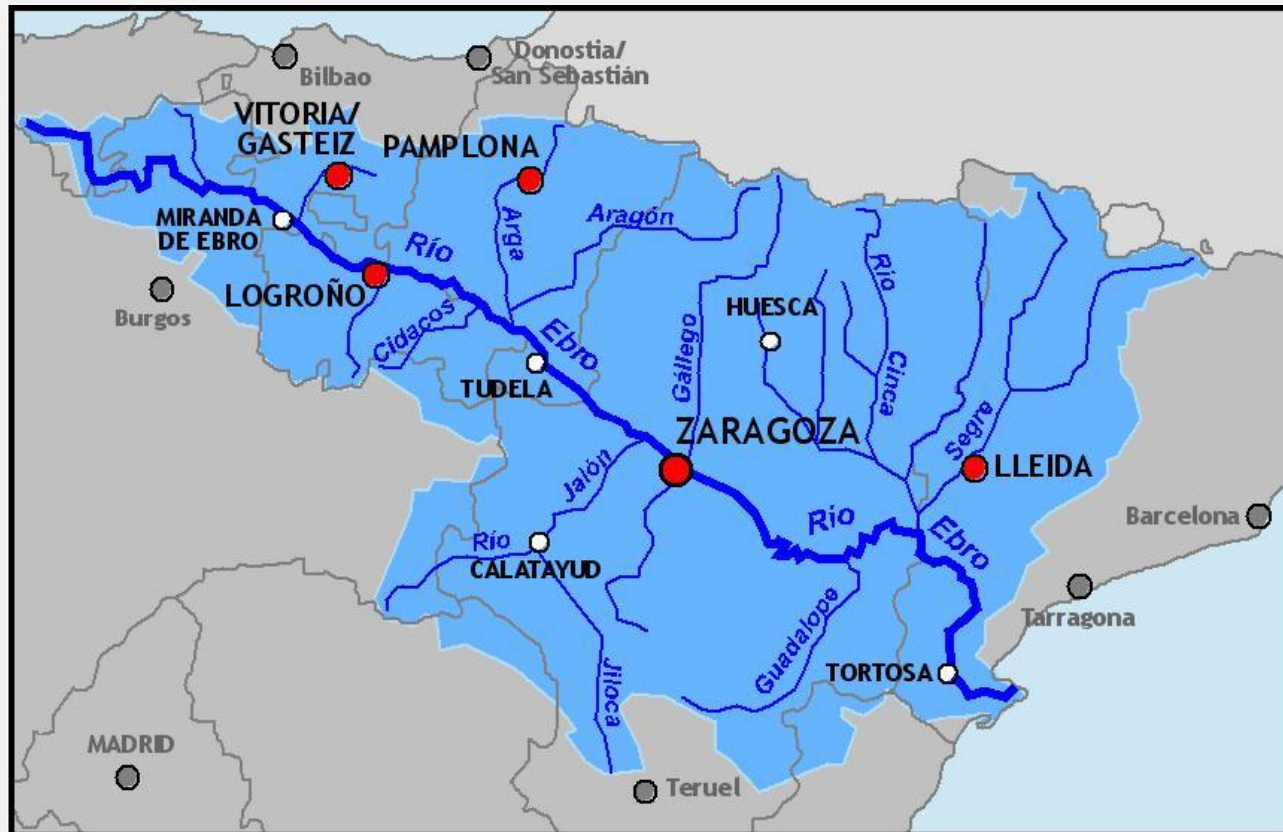 Bilbao
Donostia/
San Sebastián
VITORIA/
GASTEIZ
PAMPLONA
MIRANDA
DE EBRO
Arga
Aragón
Río
LOGROÑO
Burgos
Cidacos
Ebro
TUDELA
Gállego
HUESCA
Río
Cinca
Segre
ZARAGOZA
LLEIDA
Jalón
Río
CALATAYUD
Río
Ebro
Barcelona
Tarragona
Guadalope
TORTOSA
Jiloca
MADRID
Teruel